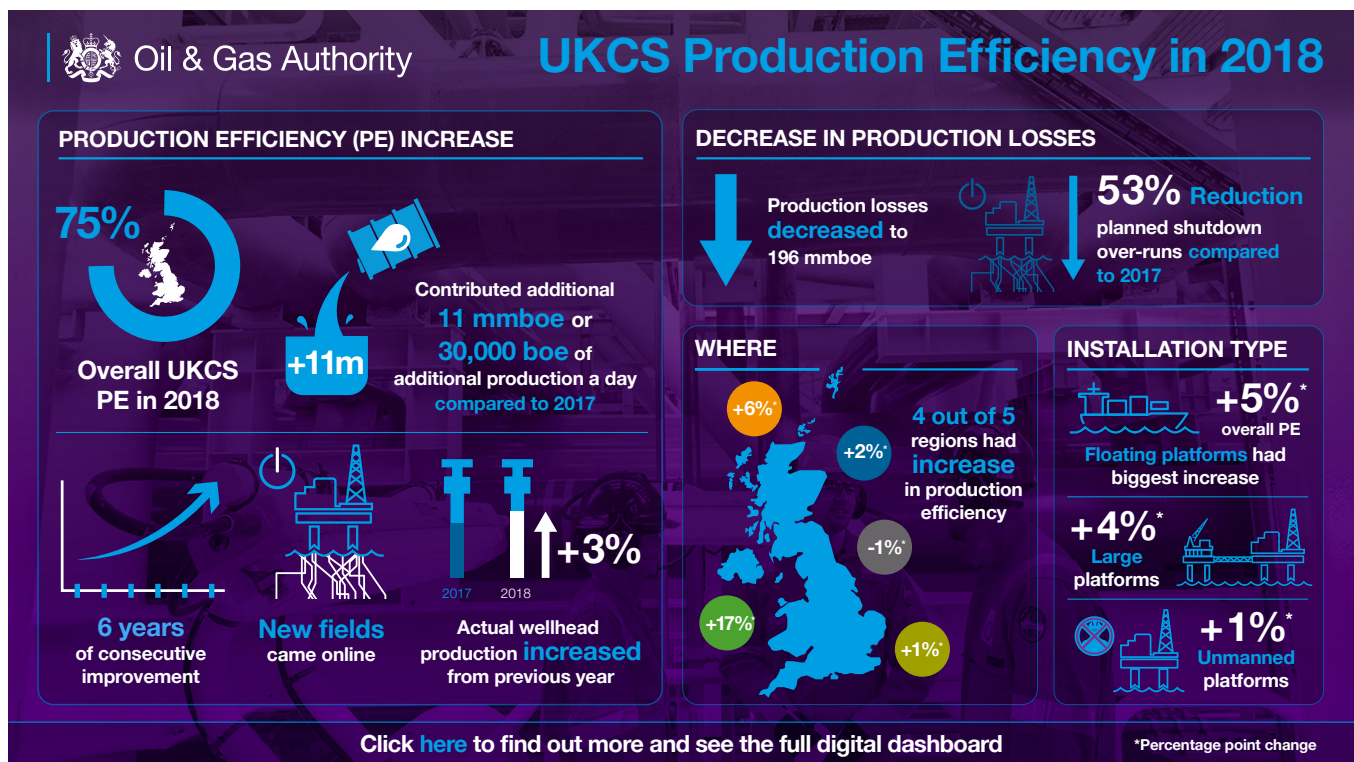 Oil & Gas Authority
UKCS Production Efficiency in 2018
PRODUCTION EFFICIENCY (PE) INCREASE
75%
Overall UKCS
PE in 2018
+11m
Contributed additional
11 mmboe or
30,000 boe of
additional production a day
compared to 2017
6 years
of consecutive
improvement
New fields
came online
2017
2018
+3%
Actual wellhead
production increased
from previous year
DECREASE IN PRODUCTION LOSSES
Production losses
decreased to
196 mmboe
53% Reduction
planned shutdown
over-runs compared
to 2017
WHERE
+6%*
+2%*
-1%*
+17%*
+1%*
4 out of 5
regions had
increase
in production
efficiency
INSTALLATION TYPE
+5%*
overall PE
Floating platforms had
biggest increase
+4%*
Large
platforms
+1%*
Unmanned
platforms
Click here to find out more and see the full digital dashboard
*Percentage point change